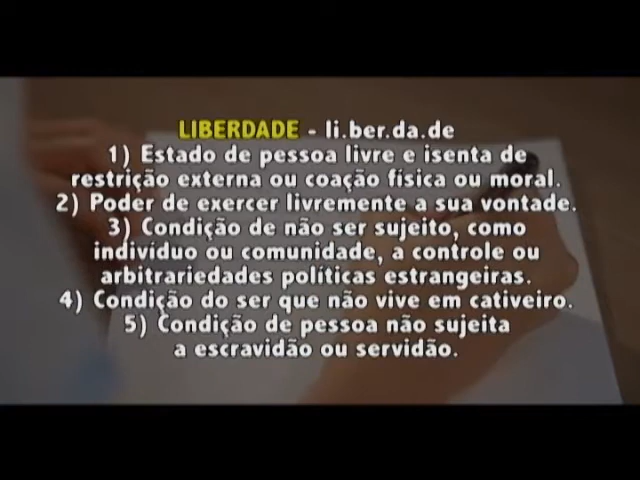 LIBERDADE - li.ber.da.de
1) Estado de pessoa livre e isenta de
restrição externa ou coação física ou moral.
2) Poder de exercer livremente a sua vontade.
3) Condição de não ser sujeito, como
indivíduo ou comunidade, a controle ou
arbitrariedades políticas estrangeiras.
4) Condição do ser que não vive em cativeiro.
5) Condição de pessoa não sujeita
a escravidão ou servidão.